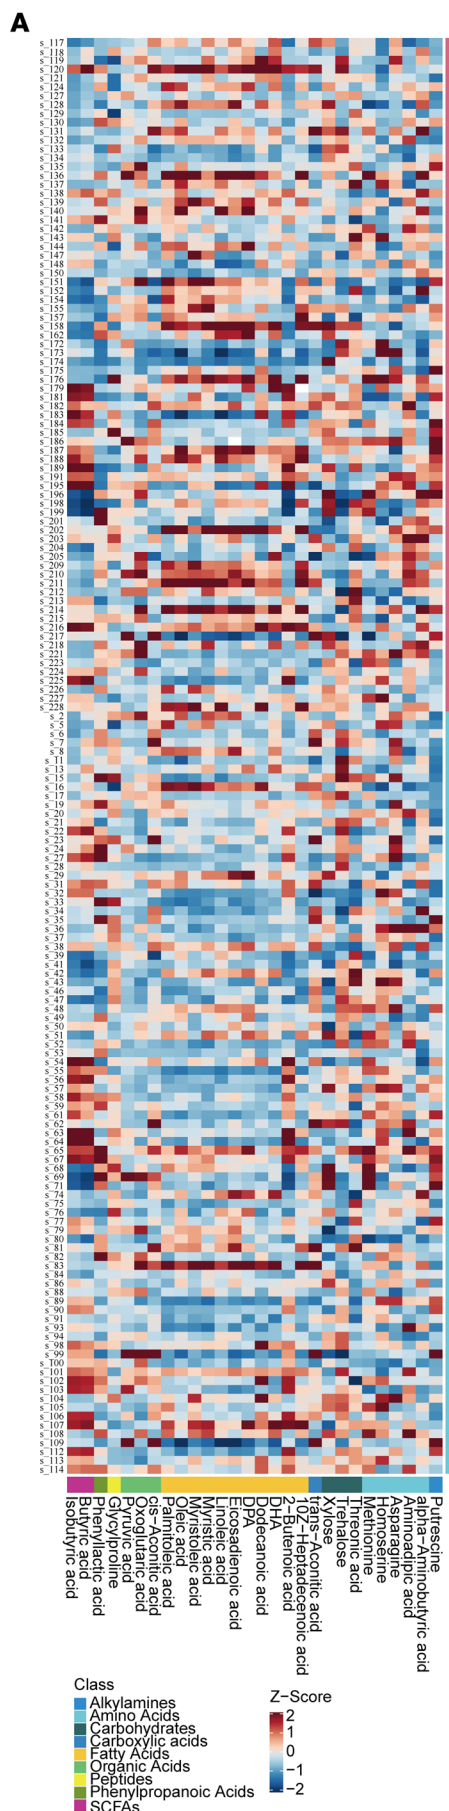 A
s_117
s_118
s_119
s_120
s_121
s_124
s_127
s_128
s_129
s_130
s_131
s_132
s_133
s_134
s_135
s_136
s_137
s_138
s_139
s_140
s_141
s_142
s_143
s_144
s_147
s_148
s_150
s_151
s_152
s_154
s_155
s_157
s_158
s_162
s_172
s_173
s_174
s_175
s_176
s_179
s_181
s_182
s_183
s_184
s_185
s_186
s_187
s_188
s_189
s_191
s_195
s_196
s_198
s_199
s_201
s_202
s_203
s_204
s_205
s_209
s_210
s_211
s_212
s_213
s_214
s_215
s_216
s_217
s_218
s_221
s_223
s_224
s_225
s_226
s_227
s_228
s_2
s_5
s_6
s_7
s_8
s_11
s_13
s_15
s_16
s_17
s_19
s_20
s_21
s_22
s_23
s_24
s_27
s_28
s_29
s_31
s_32
s_33
s_34
s_35
s_36
s_37
s_38
s_39
s_41
s_42
s_43
s_46
s_47
s_48
s_49
s_50
s_51
s_52
s_53
s_54
s_55
s_56
s_57
s_58
s_59
s_61
s_62
s_63
s_64
s_65
s_67
s_68
s_69
s_71
s_74
s_75
s_76
s_77
s_79
s_80
s_81
s_82
s_83
s_84
s_86
s_88
s_89
s_90
s_91
s_93
s_94
s_98
s_99
s_100
s_101
s_102
s_103
s_104
s_105
s_106
s_107
s_108
s_109
s_112
s_113
s_114
Isobutyric acid
Butyric acid
Phenyllactic acid
Glycylproline
Pyruvic acid
Oxoglutaric acid
cis−Aconitic acid
Palmitoleic acid
Oleic acid
Myristoleic acid
Myristic acid
Linoleic acid
Eicosadienoic acid
DPA
Dodecanoic acid
DHA
2−Butenoic acid
10Z−Heptadecenoic acid
trans−Aconitic acid
Xylose
Trehalose
Threonic acid
Methionine
Homoserine
Asparagine
Aminoadipic acid
alpha−Aminobutyric acid
Putrescine
Class
Alkylamines
Amino Acids
Carbohydrates
Carboxylic acids
Fatty Acids
Organic Acids
Peptides
Phenylpropanoic Acids
SCFAs
Z−Score
2
1
0
−1
−2